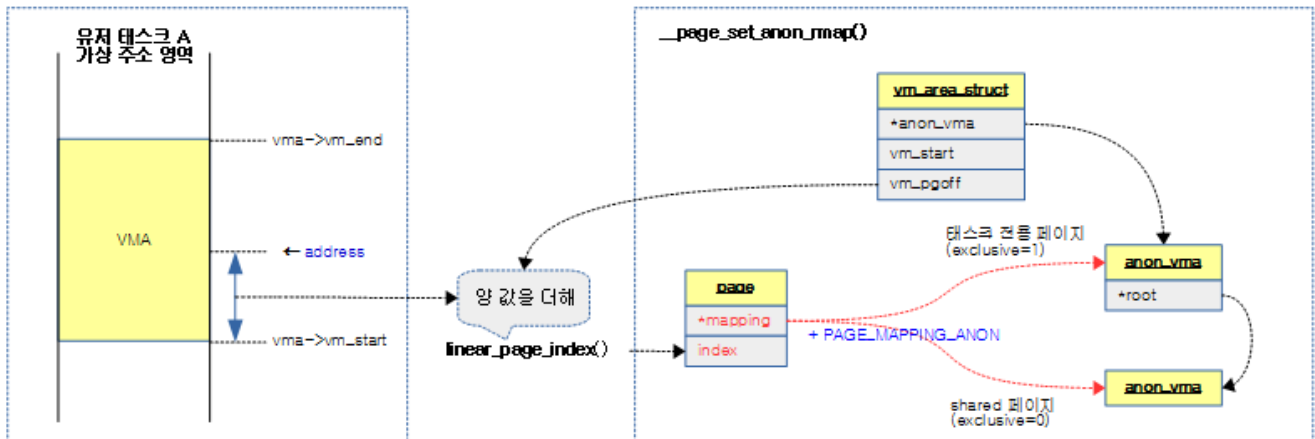 유저 태스크 A
가상 주소 영역
vma->vm_end
VMA
← address
vma->vm_start
양 값을 더해
linear_page_index()
__page_set_anon_rmap()
vm_area_struct
*anon_vma
vm_start
vm_pgoff
태스크 전용 페이지
(exclusive=1)
page
*mapping
index
+ PAGE_MAPPING_ANON
anon_vma
*root
anon_vma
shared 페이지
(exclusive=0)